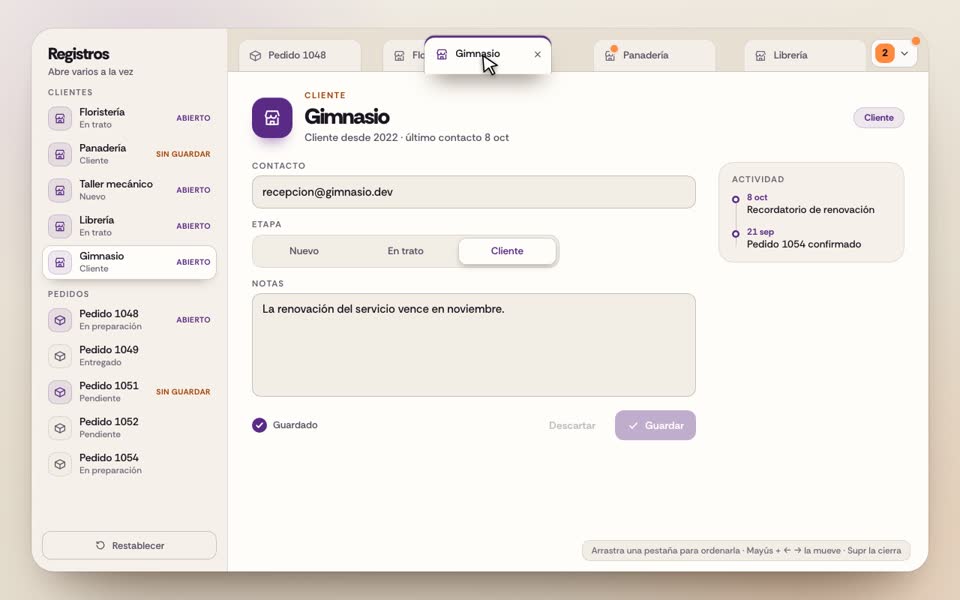 Registros
Abre varios a la vez
CLIENTES
Floristería
En trato
ABIERTO
Panadería
Cliente
SIN GUARDAR
Taller mecánico
Nuevo
ABIERTO
Librería
En trato
ABIERTO
Gimnasio
Cliente
ABIERTO
PEDIDOS
Pedido 1048
En preparación
ABIERTO
Pedido 1049
Entregado
Pedido 1051
Pendiente
SIN GUARDAR
Pedido 1052
Pendiente
Pedido 1054
En preparación
Restablecer
Pedido 1048
Flo
Gimnasio
Panadería
Librería
2
CLIENTE
Gimnasio
Cliente desde 2022 · último contacto 8 oct
Cliente
CONTACTO
recepcion@gimnasio.dev
ETAPA
Nuevo
En trato
Cliente
NOTAS
La renovación del servicio vence en noviembre.
Guardado
Descartar
Guardar
ACTIVIDAD
8 oct
Recordatorio de renovación
21 sep
Pedido 1054 confirmado
Arrastra una pestaña para ordenarla · Mayús + ← → la mueve · Supr la cierra